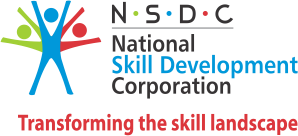 N·S·D·C
National
Skill Development
Corporation
Transforming the skill landscape